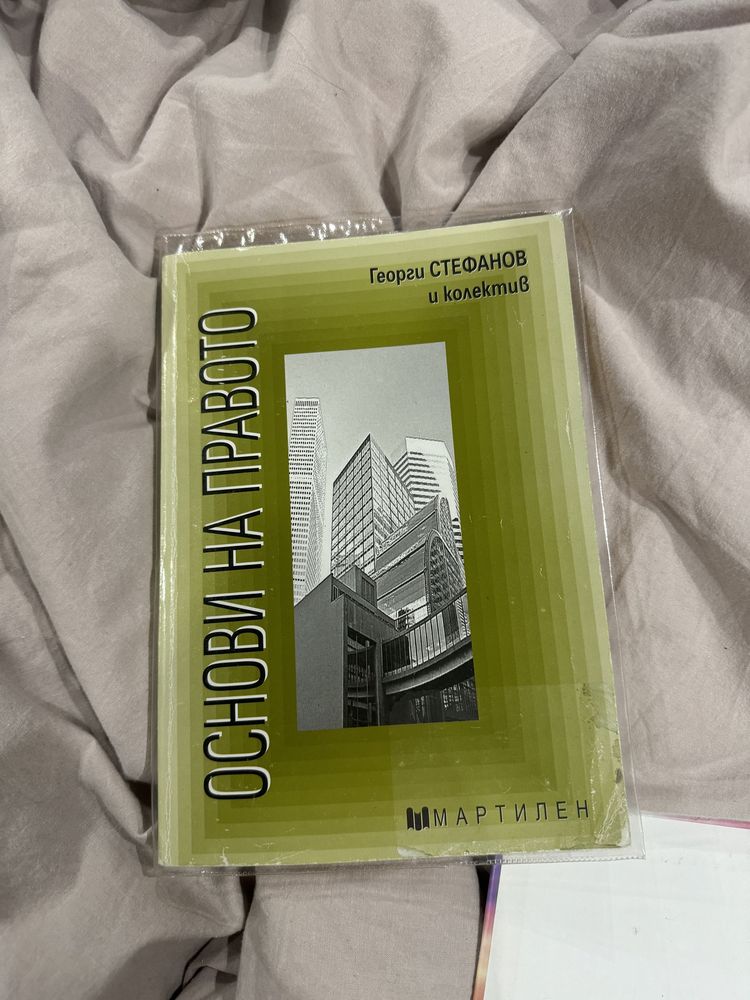 Георги СТЕФАНОВ
и колектив
ОСНОВИ НА ПРАВОТО
МАРТИЛЕН